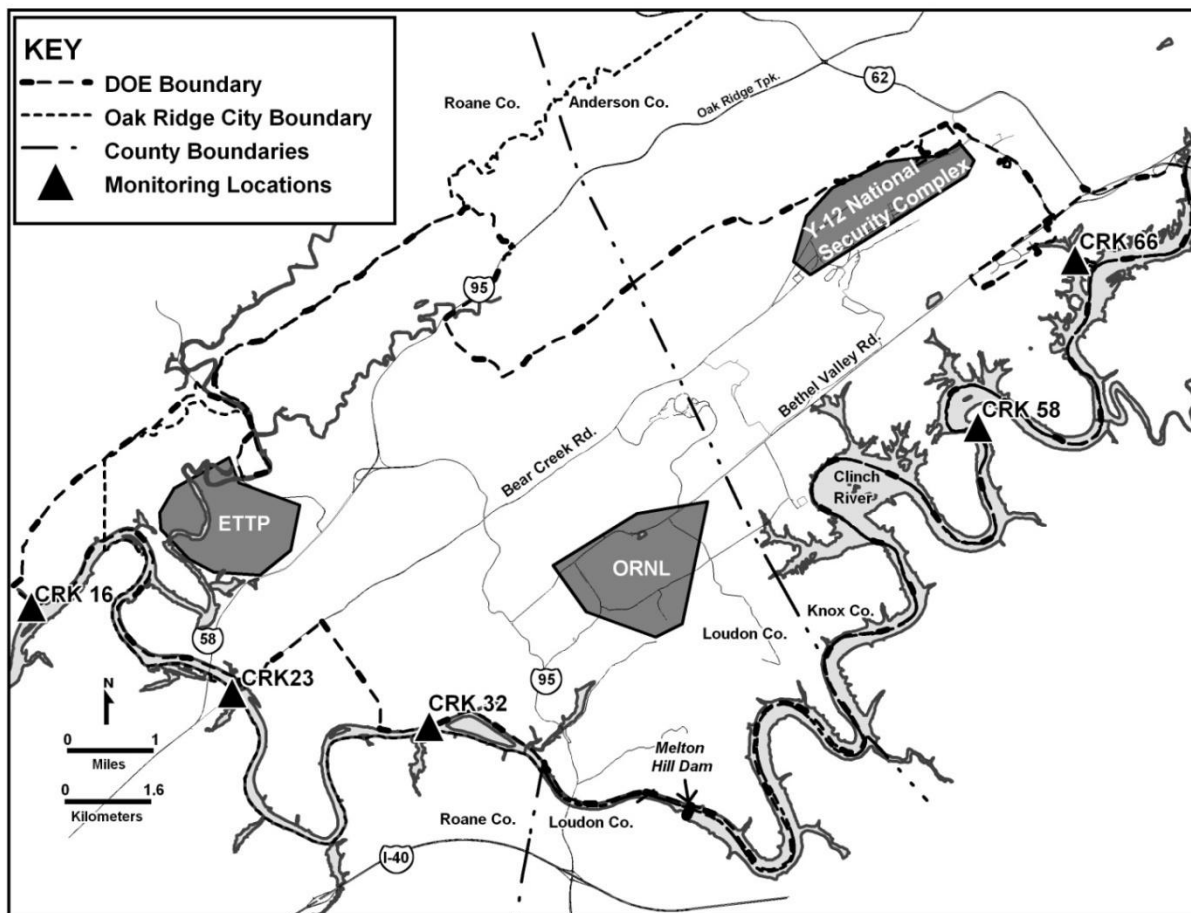 KEY
DOE Boundary
Oak Ridge City Boundary
County Boundaries
Monitoring Locations
Roane Co.
Anderson Co.
Oak Ridge Tpk.
62
Y-12 National
Security Complex
CRK 66
95
Bethel Valley Rd.
CRK 58
Bear Creek Rd.
Clinch
River
ETTP
ORNL
CRK 16
58
Knox Co.
Loudon Co.
CRK23
95
CRK 32
N
0 1
Miles
0 1.6
Kilometers
Melton
Hill Dam
Roane Co.
Loudon Co.
I-40